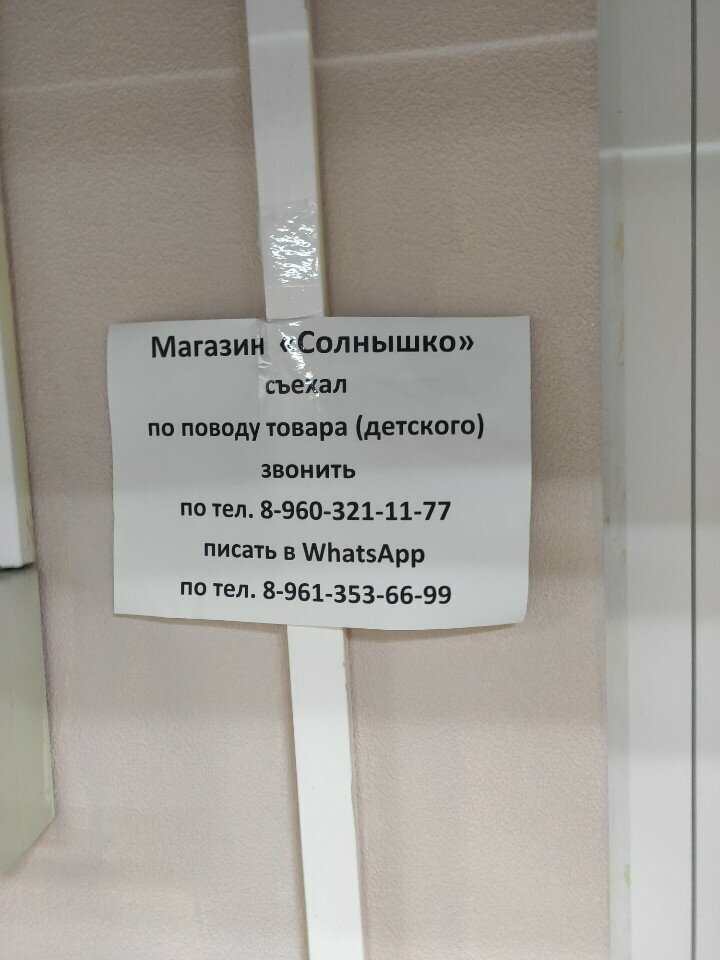 Магазин «Солнышко»
съехал
по поводу товара (детского)
звонить
по тел. 8-960-321-11-77
писать в WhatsApp
по тел. 8-961-353-66-99